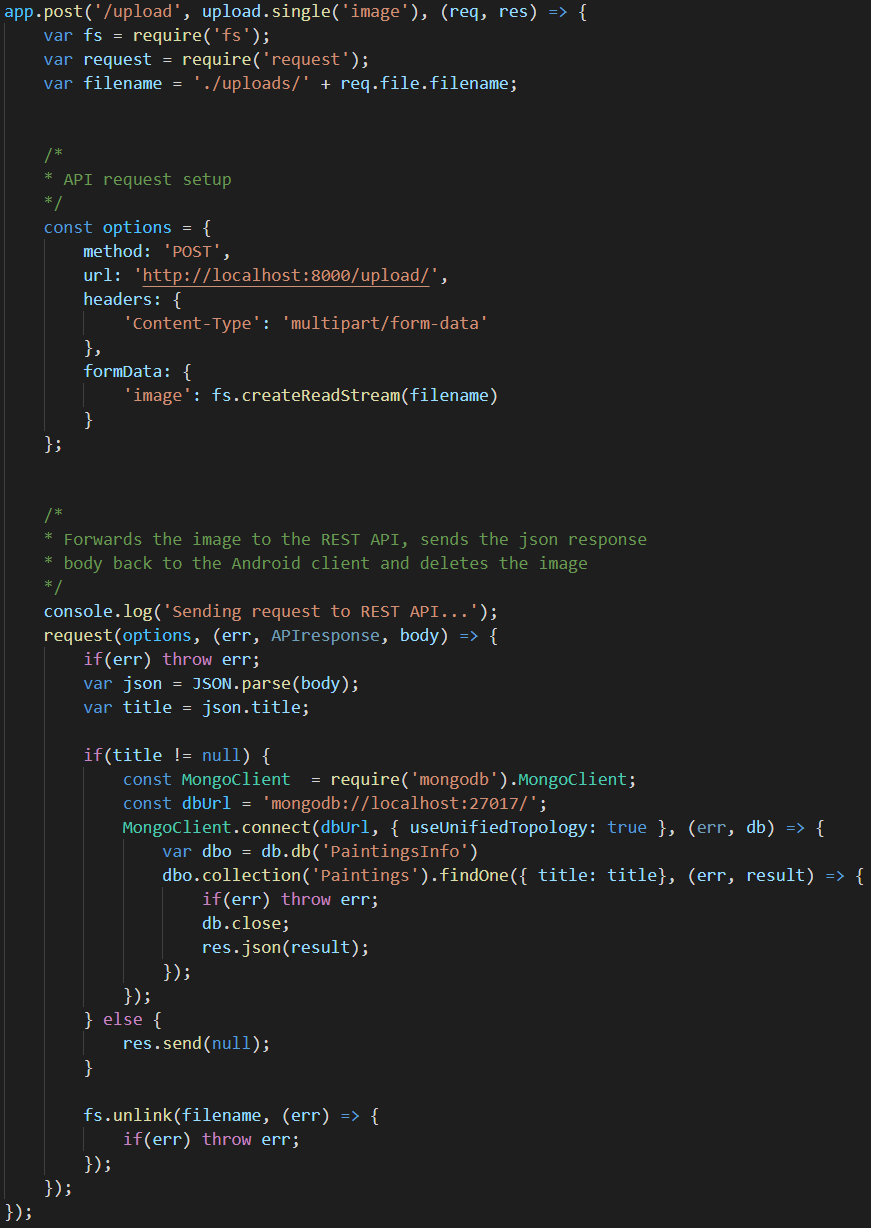 app.post('/upload', upload.single('image'), (req, res) => {
    var fs = require('fs');
    var request = require('request');
    var filename = './uploads/' + req.file.filename;


    /*
    * API request setup
    */
    const options = {
        method: 'POST',
        url: 'http://localhost:8000/upload/',
        headers: {
            'Content-Type': 'multipart/form-data'
        },
        formData: {
            'image': fs.createReadStream(filename)
        }
    };


    /*
    * Forwards the image to the REST API, sends the json response
    * body back to the Android client and deletes the image
    */
    console.log('Sending request to REST API...');
    request(options, (err, APIresponse, body) => {
        if(err) throw err;
        var json = JSON.parse(body);
        var title = json.title;

        if(title != null) {
            const MongoClient  = require('mongodb').MongoClient;
            const dbUrl = 'mongodb://localhost:27017/';
            MongoClient.connect(dbUrl, { useUnifiedTopology: true }, (err, db) => {
                var dbo = db.db('PaintingsInfo')
                dbo.collection('Paintings').findOne({ title: title}, (err, result) => {
                    if(err) throw err;
                    db.close;
                    res.json(result);
                });
            });
        } else {
            res.send(null);
        }

        fs.unlink(filename, (err) => {
            if(err) throw err;
        });
    });
});